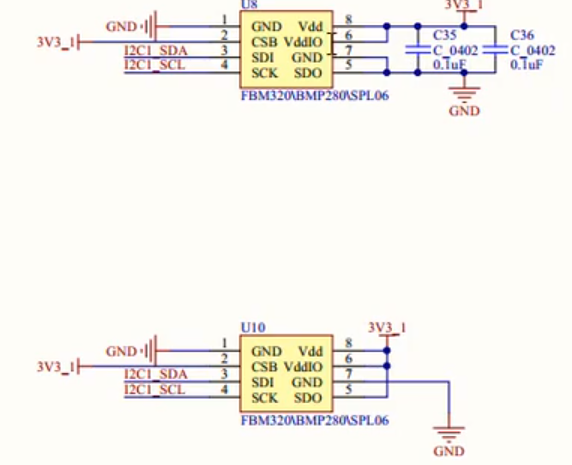 U8
3V3_1
GND
1
GND
Vdd
8
3V3_1
2
CSB
VddIO
6
I2C1_SDA
3
SDI
GND
7
I2C1_SCL
4
SCK
SDO
5
FBM320\BMP280\SPL06
C35
C_0402
0.1uF
C36
C_0402
0.1uF
GND
U10
3V3_1
GND
1
GND
Vdd
8
3V3_1
2
CSB
VddIO
6
I2C1_SDA
3
SDI
GND
7
I2C1_SCL
4
SCK
SDO
5
FBM320\BMP280\SPL06
GND